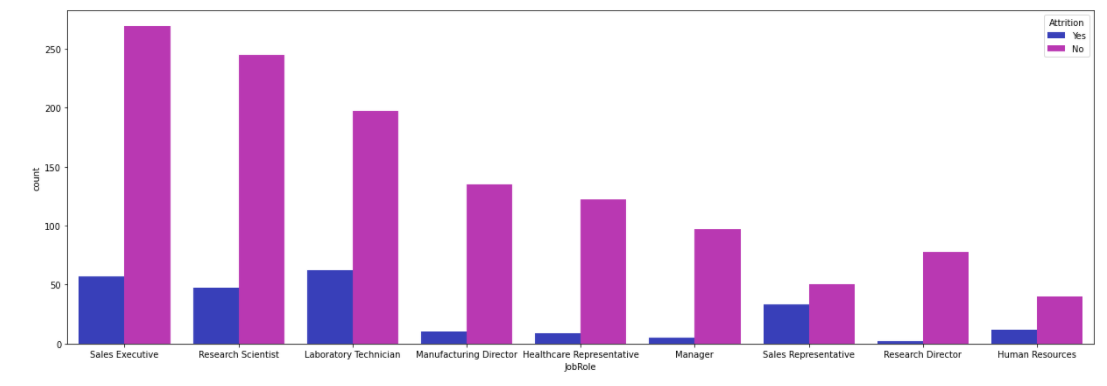 Attrition
Yes
No
250
200
150
100
50
0
count
Sales Executive
Research Scientist
Laboratory Technician
Manufacturing Director
Healthcare Representative
Manager
Sales Representative
Research Director
Human Resources
JobRole